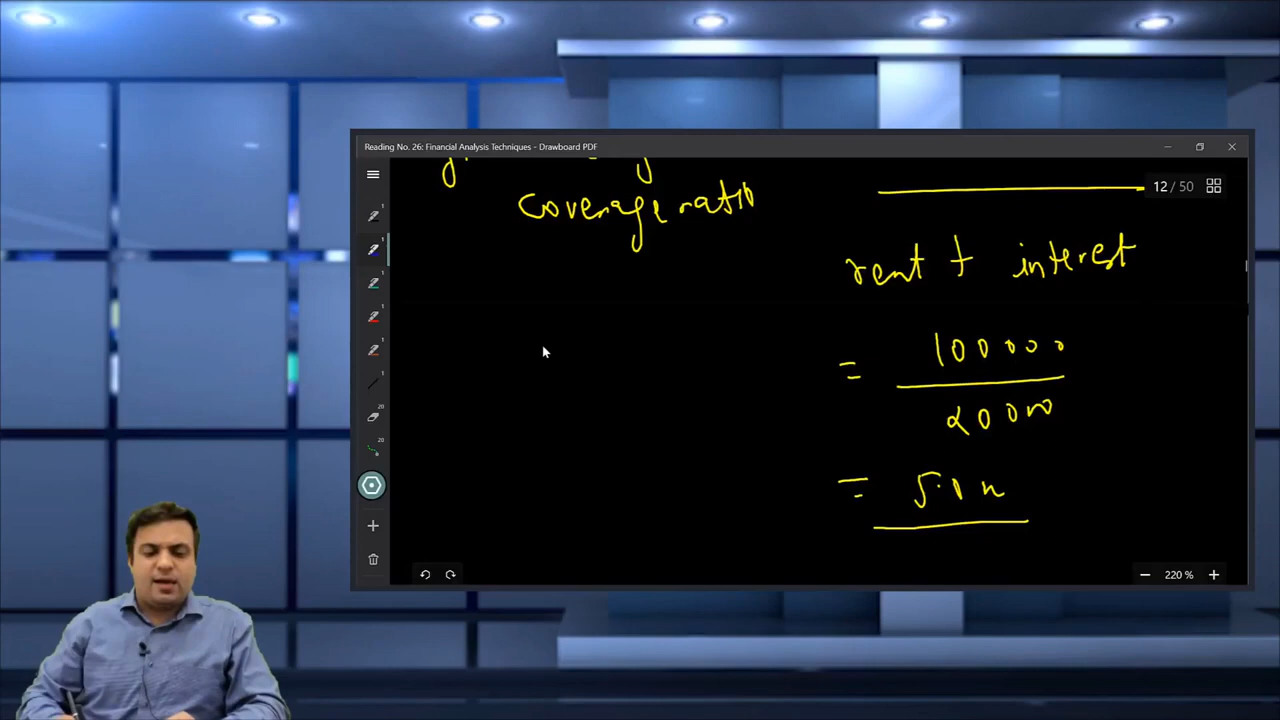 Reading No. 26: Financial Analysis Techniques - Drawboard PDF
12 / 50
coverage ratio
rent + interest
= 100000
20000
= 5.0x
220 %